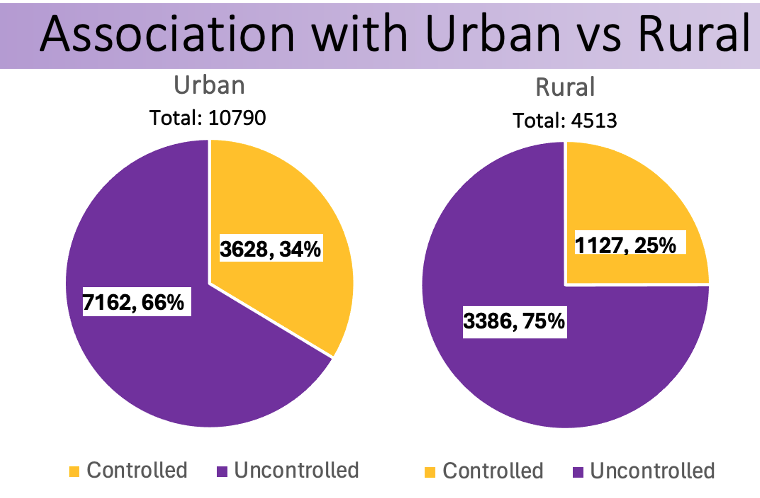 Association with Urban vs Rural
Urban
Total: 10790
3628, 34%
7162, 66%
Controlled
Uncontrolled
Rural
Total: 4513
1127, 25%
3386, 75%
Controlled
Uncontrolled